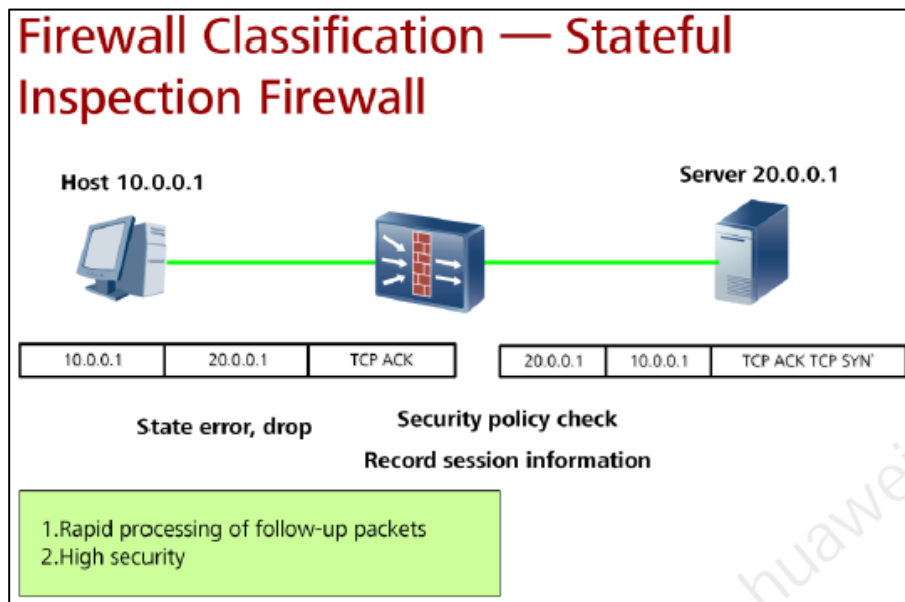 Firewall Classification — Stateful
Inspection Firewall
Host 10.0.0.1
Server 20.0.0.1
10.0.0.1 20.0.0.1 TCP ACK
20.0.0.1 10.0.0.1 TCP ACK TCP SYN'
State error, drop
Security policy check
Record session information
1.Rapid processing of follow-up packets
2.High security
huawei